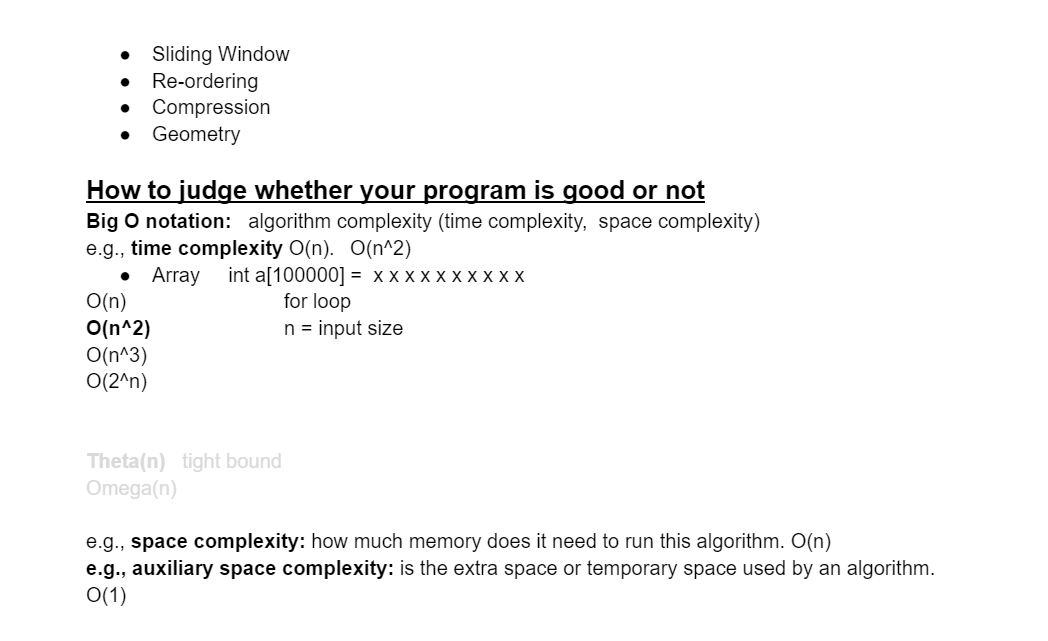 ● Sliding Window
● Re-ordering
● Compression
● Geometry
How to judge whether your program is good or not
Big O notation:   algorithm complexity (time complexity,  space complexity)
e.g., time complexity O(n).   O(n^2)
● Array     int a[100000] =  x x x x x x x x x x
O(n)                    for loop
O(n^2)                  n = input size
O(n^3)
O(2^n)
Theta(n)   tight bound
Omega(n)
e.g., space complexity: how much memory does it need to run this algorithm. O(n)
e.g., auxiliary space complexity: is the extra space or temporary space used by an algorithm.
O(1)